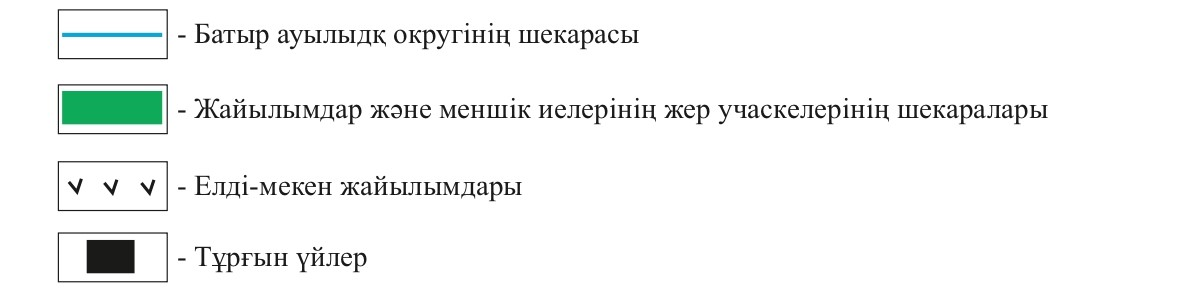 - Батыр ауылыдқ округінің шекарасы
- Жайылымдар және меншік иелерінің жер учаскелерінің шекаралары
- Елді-мекен жайылымдары
- Тұрғын үйлер